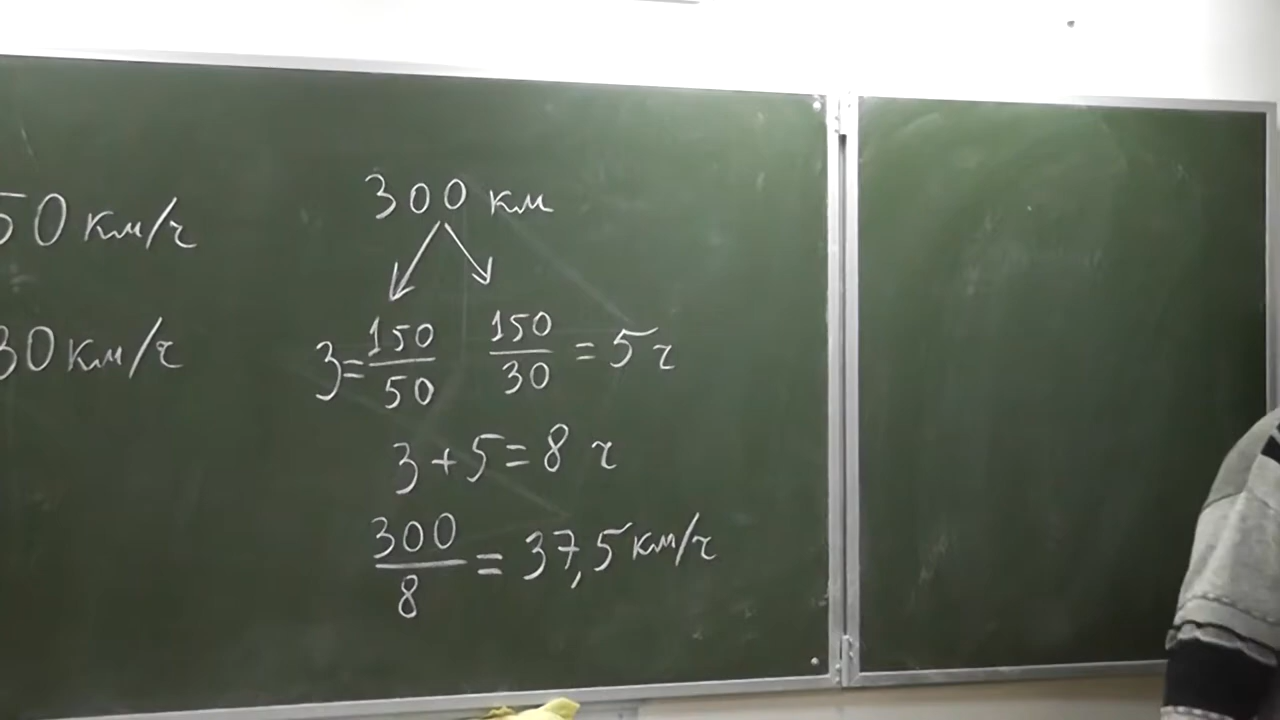 50 км/ч
30 км/ч
300 км
3 = 150/50 150/30 = 5 ч
3 + 5 = 8 ч
300/8 = 37,5 км/ч